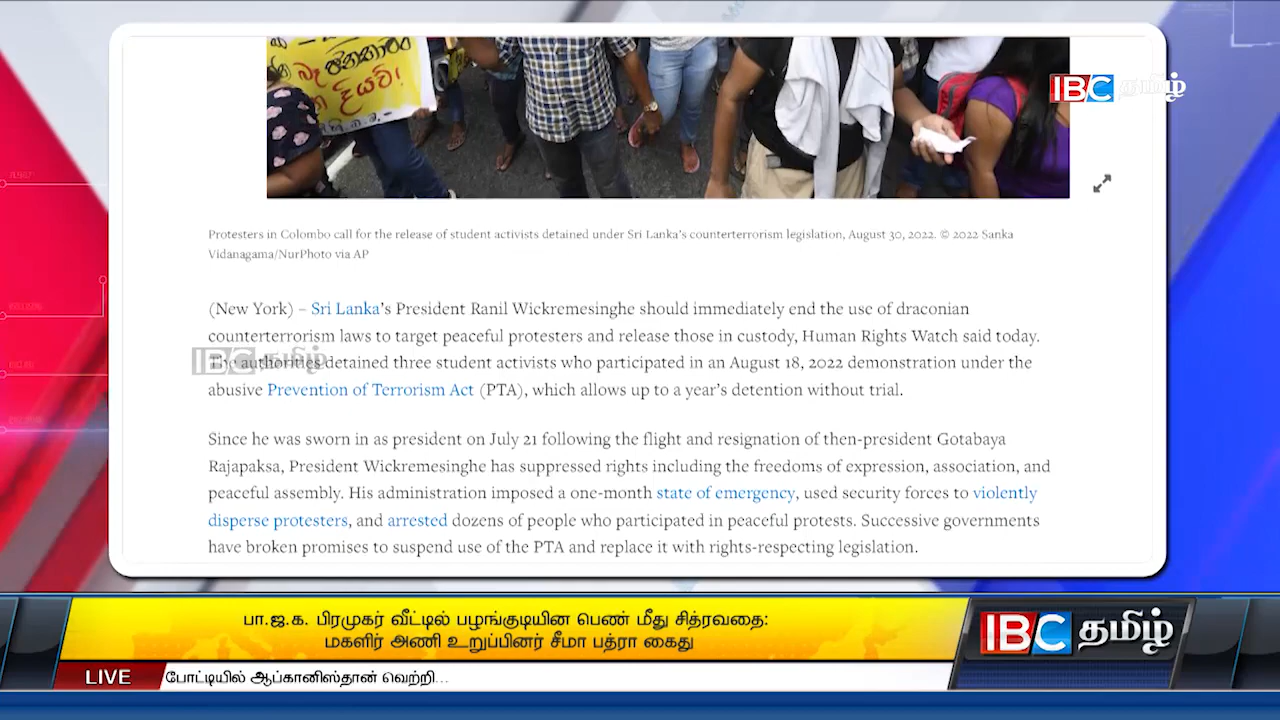 බෑ
දියව්!
IBC தமிழ்
Protesters in Colombo call for the release of student activists detained under Sri Lanka's counterterrorism legislation, August 30, 2022. © 2022 Sanka
Vidanagama/NurPhoto via AP
(New York) – Sri Lanka's President Ranil Wickremesinghe should immediately end the use of draconian
counterterrorism laws to target peaceful protesters and release those in custody, Human Rights Watch said today.
IBC தமிழ்
The authorities detained three student activists who participated in an August 18, 2022 demonstration under the
abusive Prevention of Terrorism Act (PTA), which allows up to a year's detention without trial.
Since he was sworn in as president on July 21 following the flight and resignation of then-president Gotabaya
Rajapaksa, President Wickremesinghe has suppressed rights including the freedoms of expression, association, and
peaceful assembly. His administration imposed a one-month state of emergency, used security forces to violently
disperse protesters, and arrested dozens of people who participated in peaceful protests. Successive governments
have broken promises to suspend use of the PTA and replace it with rights-respecting legislation.
பா.ஜ.க. பிரமுகர் வீட்டில் பழங்குடியின பெண் மீது சித்ரவதை:
மகளிர் அணி உறுப்பினர் சீமா பத்ரா கைது
IBC தமிழ்
LIVE
போட்டியில் ஆப்கானிஸ்தான் வெற்றி...